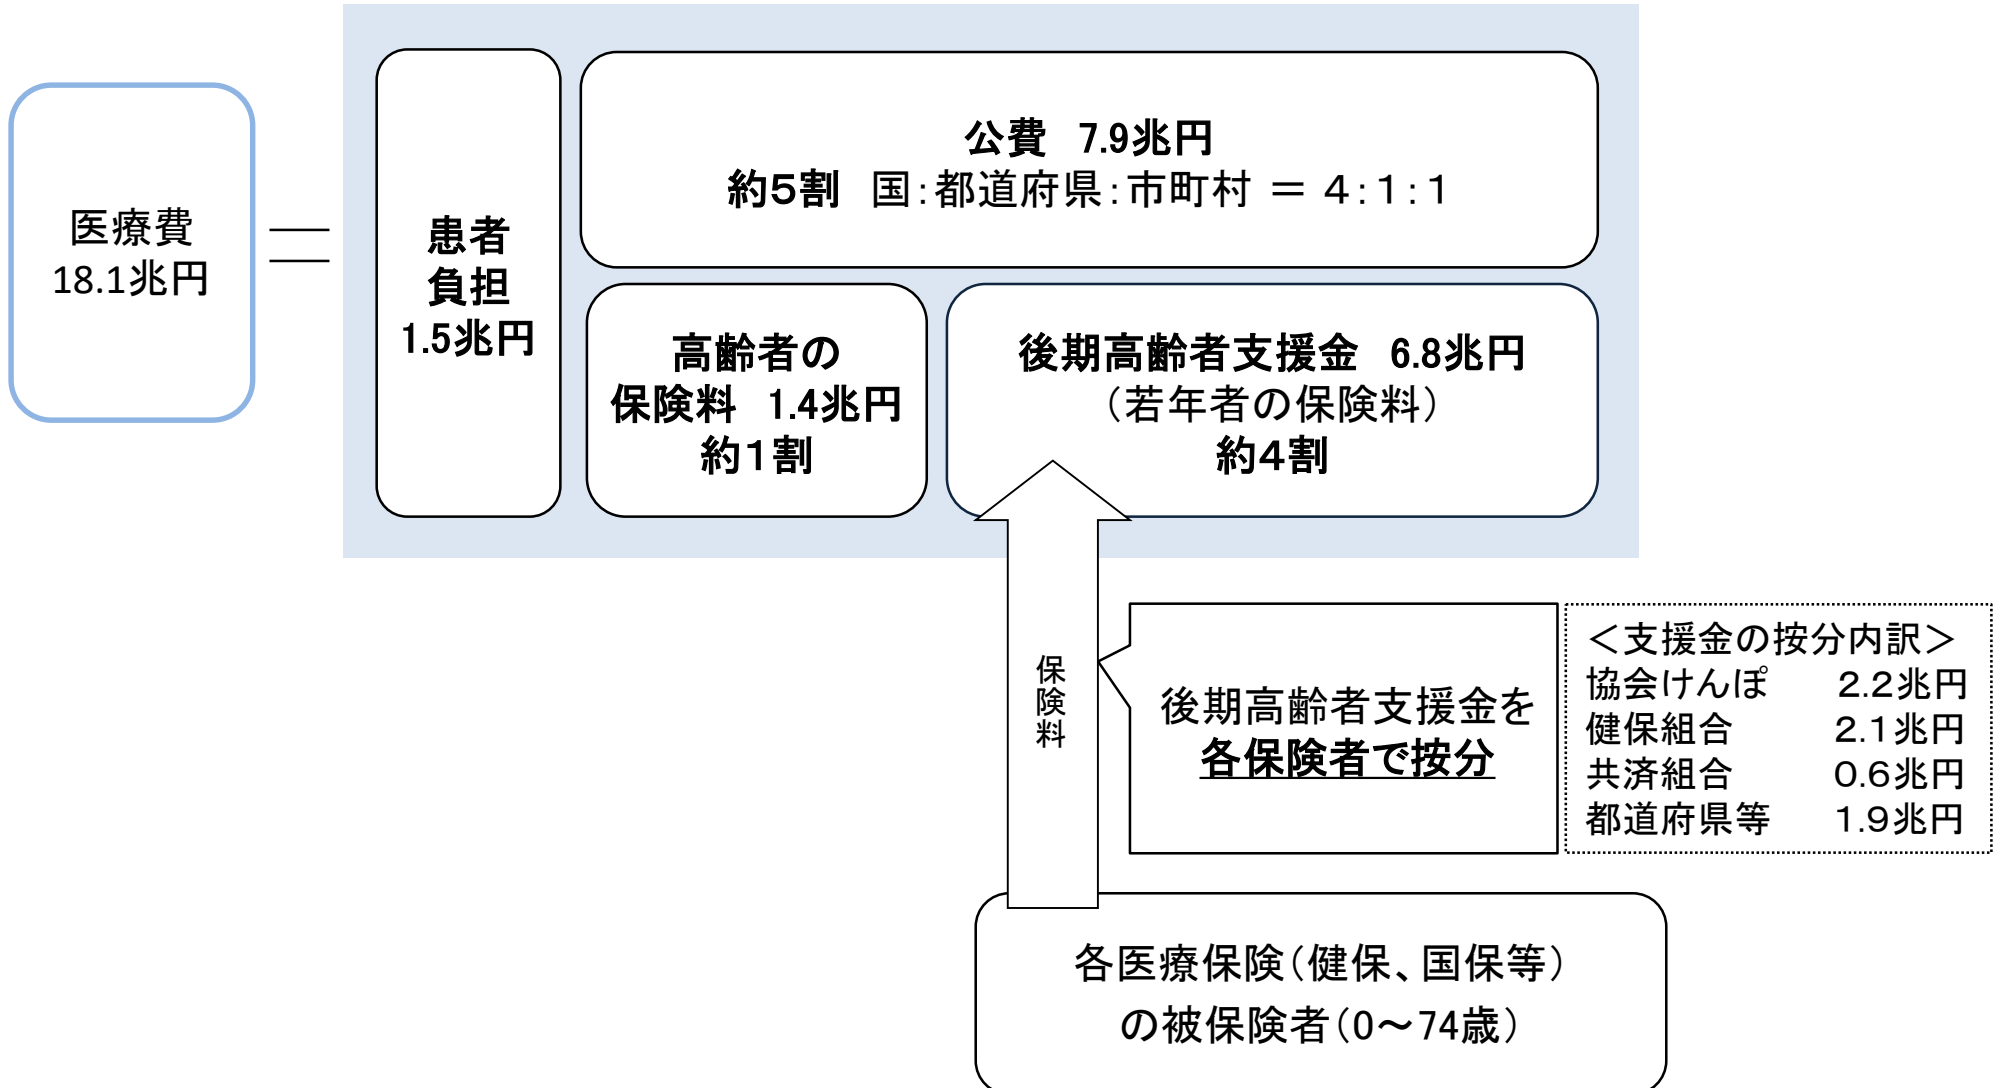 医療費
18.1兆円
患者
負担
1.5兆円
公費　7.9兆円
約5割　国:都道府県:市町村 ＝ 4:1:1
高齢者の
保険料　1.4兆円
約1割
後期高齢者支援金　6.8兆円
（若年者の保険料）
約4割
保険料
後期高齢者支援金を
各保険者で按分
＜支援金の按分内訳＞
協会けんぽ　2.2兆円
健保組合　2.1兆円
共済組合　0.6兆円
都道府県等　1.9兆円
各医療保険（健保、国保等）
の被保険者（0～74歳）